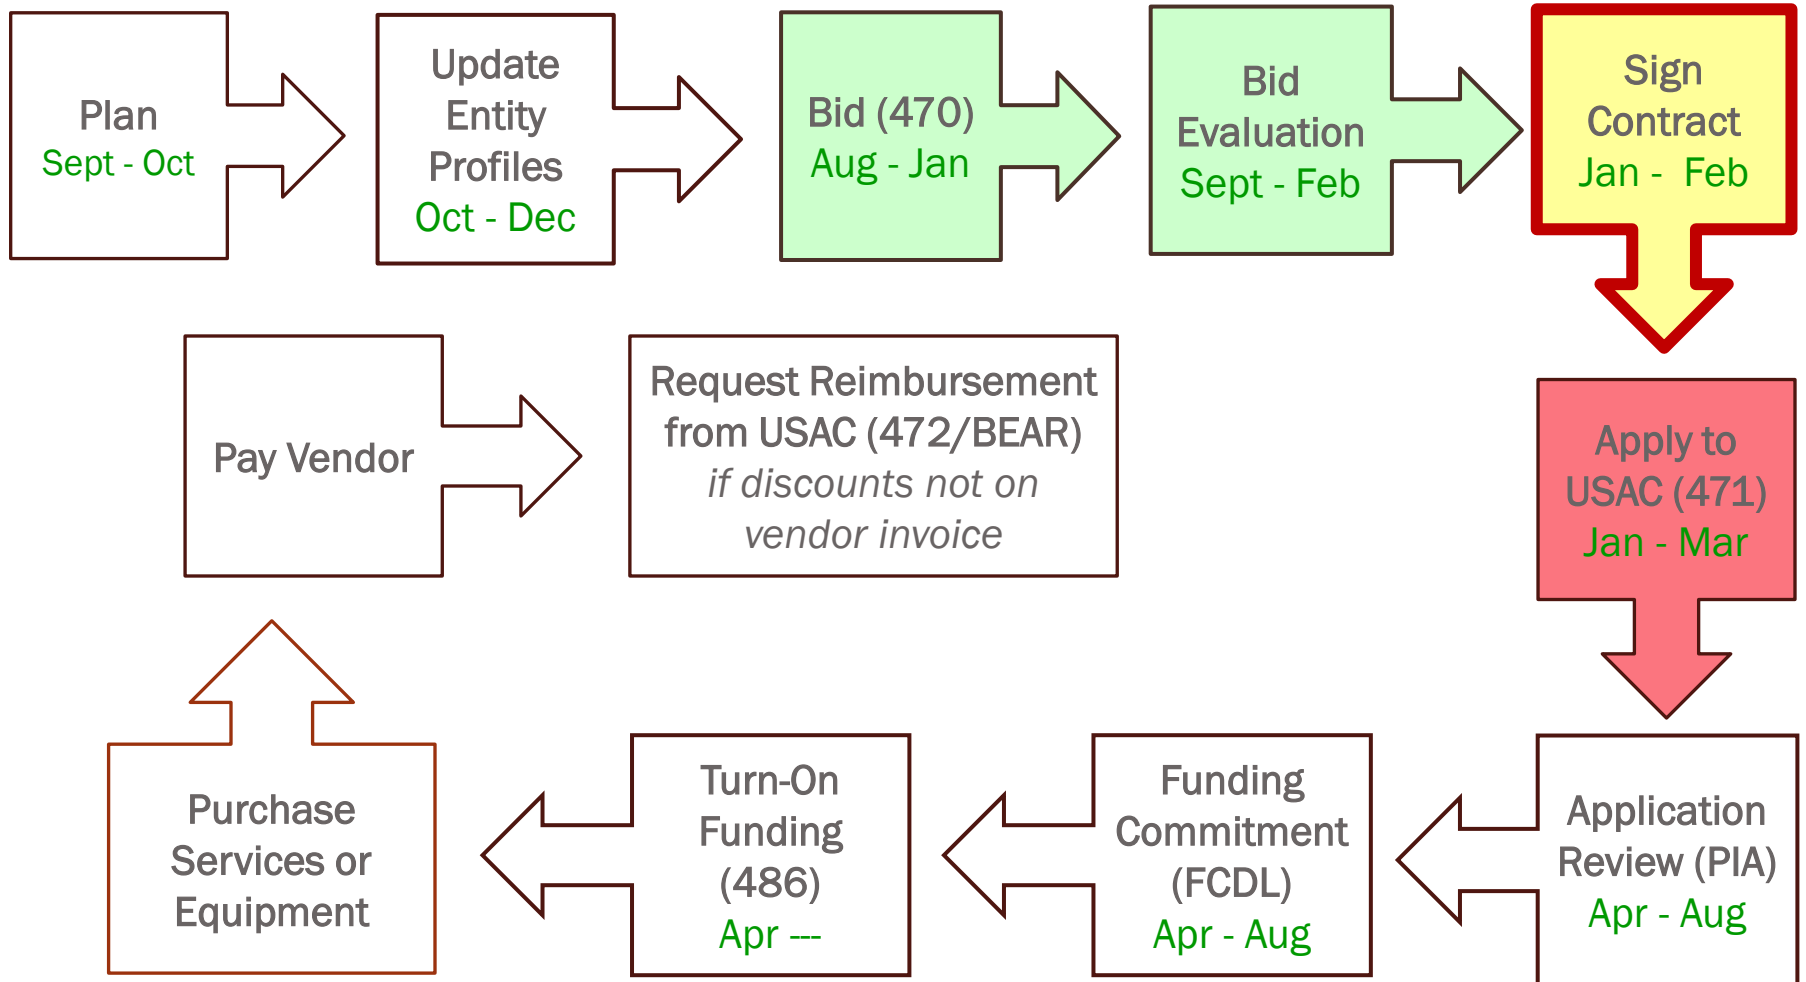 Plan
Sept - Oct
Update
Entity
Profiles
Oct - Dec
Bid (470)
Aug - Jan
Bid
Evaluation
Sept - Feb
Sign
Contract
Jan -  Feb
Apply to
USAC (471)
Jan - Mar
Application
Review (PIA)
Apr - Aug
Funding
Commitment
(FCDL)
Apr - Aug
Turn-On
Funding
(486)
Apr ---
Purchase
Services or
Equipment
Pay Vendor
Request Reimbursement
from USAC (472/BEAR)
if discounts not on
vendor invoice